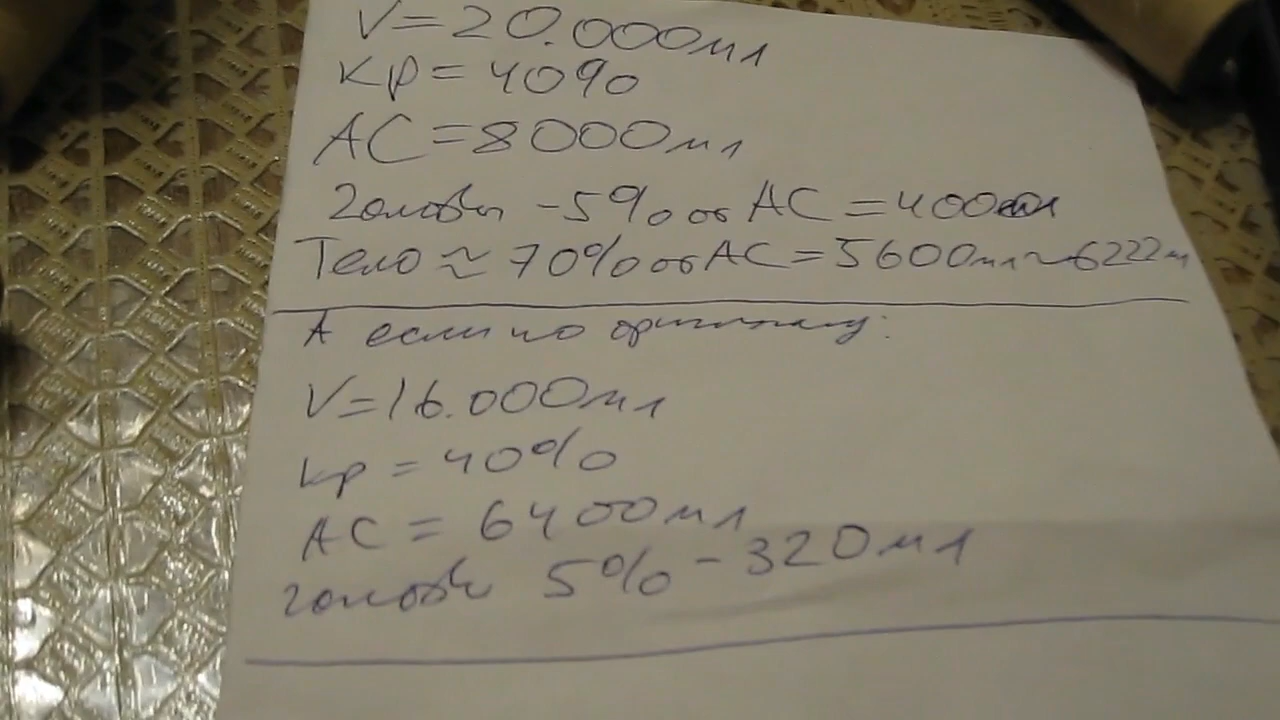 V=20.000мл
кр=40%
АС=8000мл
головы -5% от АС=400мл
Тело ≈ 70% от АС=5600мл~6222мл
А если по оригиналу:
V=16.000мл
кр=40%
АС=6400мл
головы 5% - 320мл